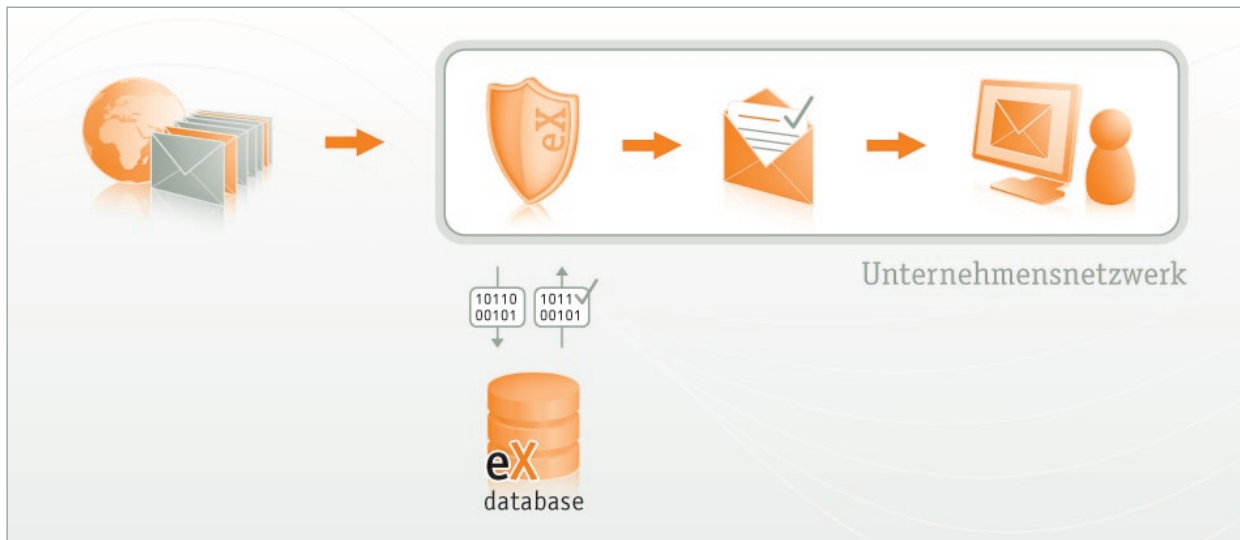 eX
Unternehmensnetzwerk
10110
00101
1011
00101
eX
database